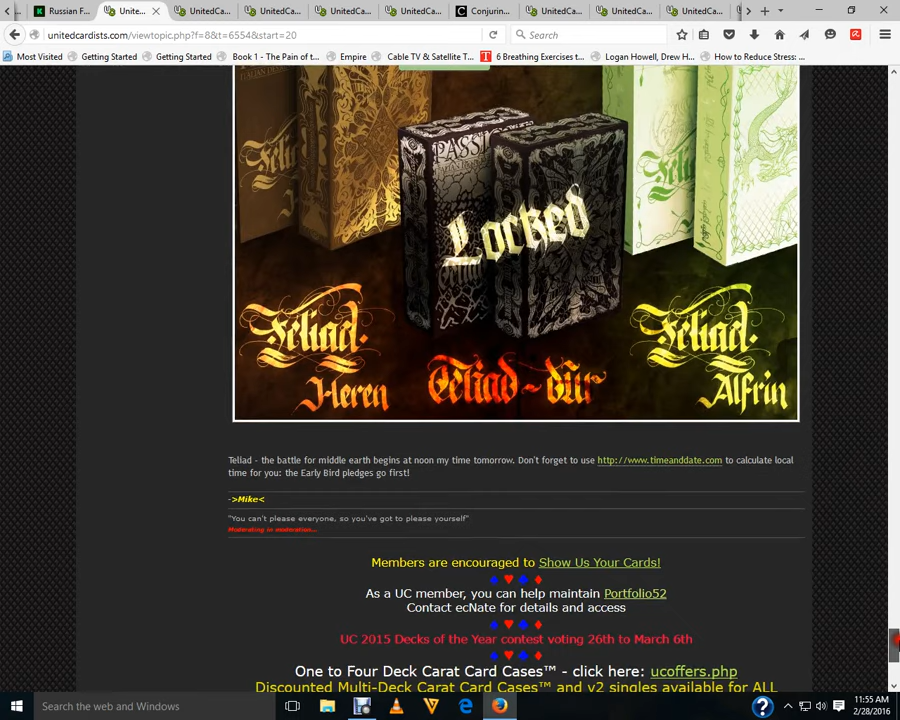 Russian F...
Unite...
UnitedCa...
UnitedCa...
UnitedCa...
UnitedCa...
Conjurin...
UnitedCa...
UnitedCa...
UnitedCa...
unitedcardists.com/viewtopic.php?f=8&t=6554&start=20
Search
Most Visited
Getting Started
Getting Started
Book 1 - The Pain of t...
Empire
Cable TV & Satellite T...
6 Breathing Exercises t...
Logan Howell, Drew H...
How to Reduce Stress: ...
PASSI
Locked
Teliad.
Heren
Teliad-dûr
Teliad.
Alfrin
Teliad - the battle for middle earth begins at noon my time tomorrow. Don't forget to use http://www.timeanddate.com to calculate local
time for you: the Early Bird pledges go first!
->Mike<
"You can't please everyone, so you've got to please yourself"
Moderating in moderation...
Members are encouraged to Show Us Your Cards!
♠ ♥ ♣ ♦
As a UC member, you can help maintain Portfolio52
Contact ecNate for details and access
♠ ♥ ♣ ♦
UC 2015 Decks of the Year contest voting 26th to March 6th
♠ ♥ ♣ ♦
One to Four Deck Carat Card Cases™ - click here: ucoffers.php
Discounted Multi-Deck Carat Card Cases™ and v2 singles available for ALL
Search the web and Windows
11:55 AM
2/28/2016